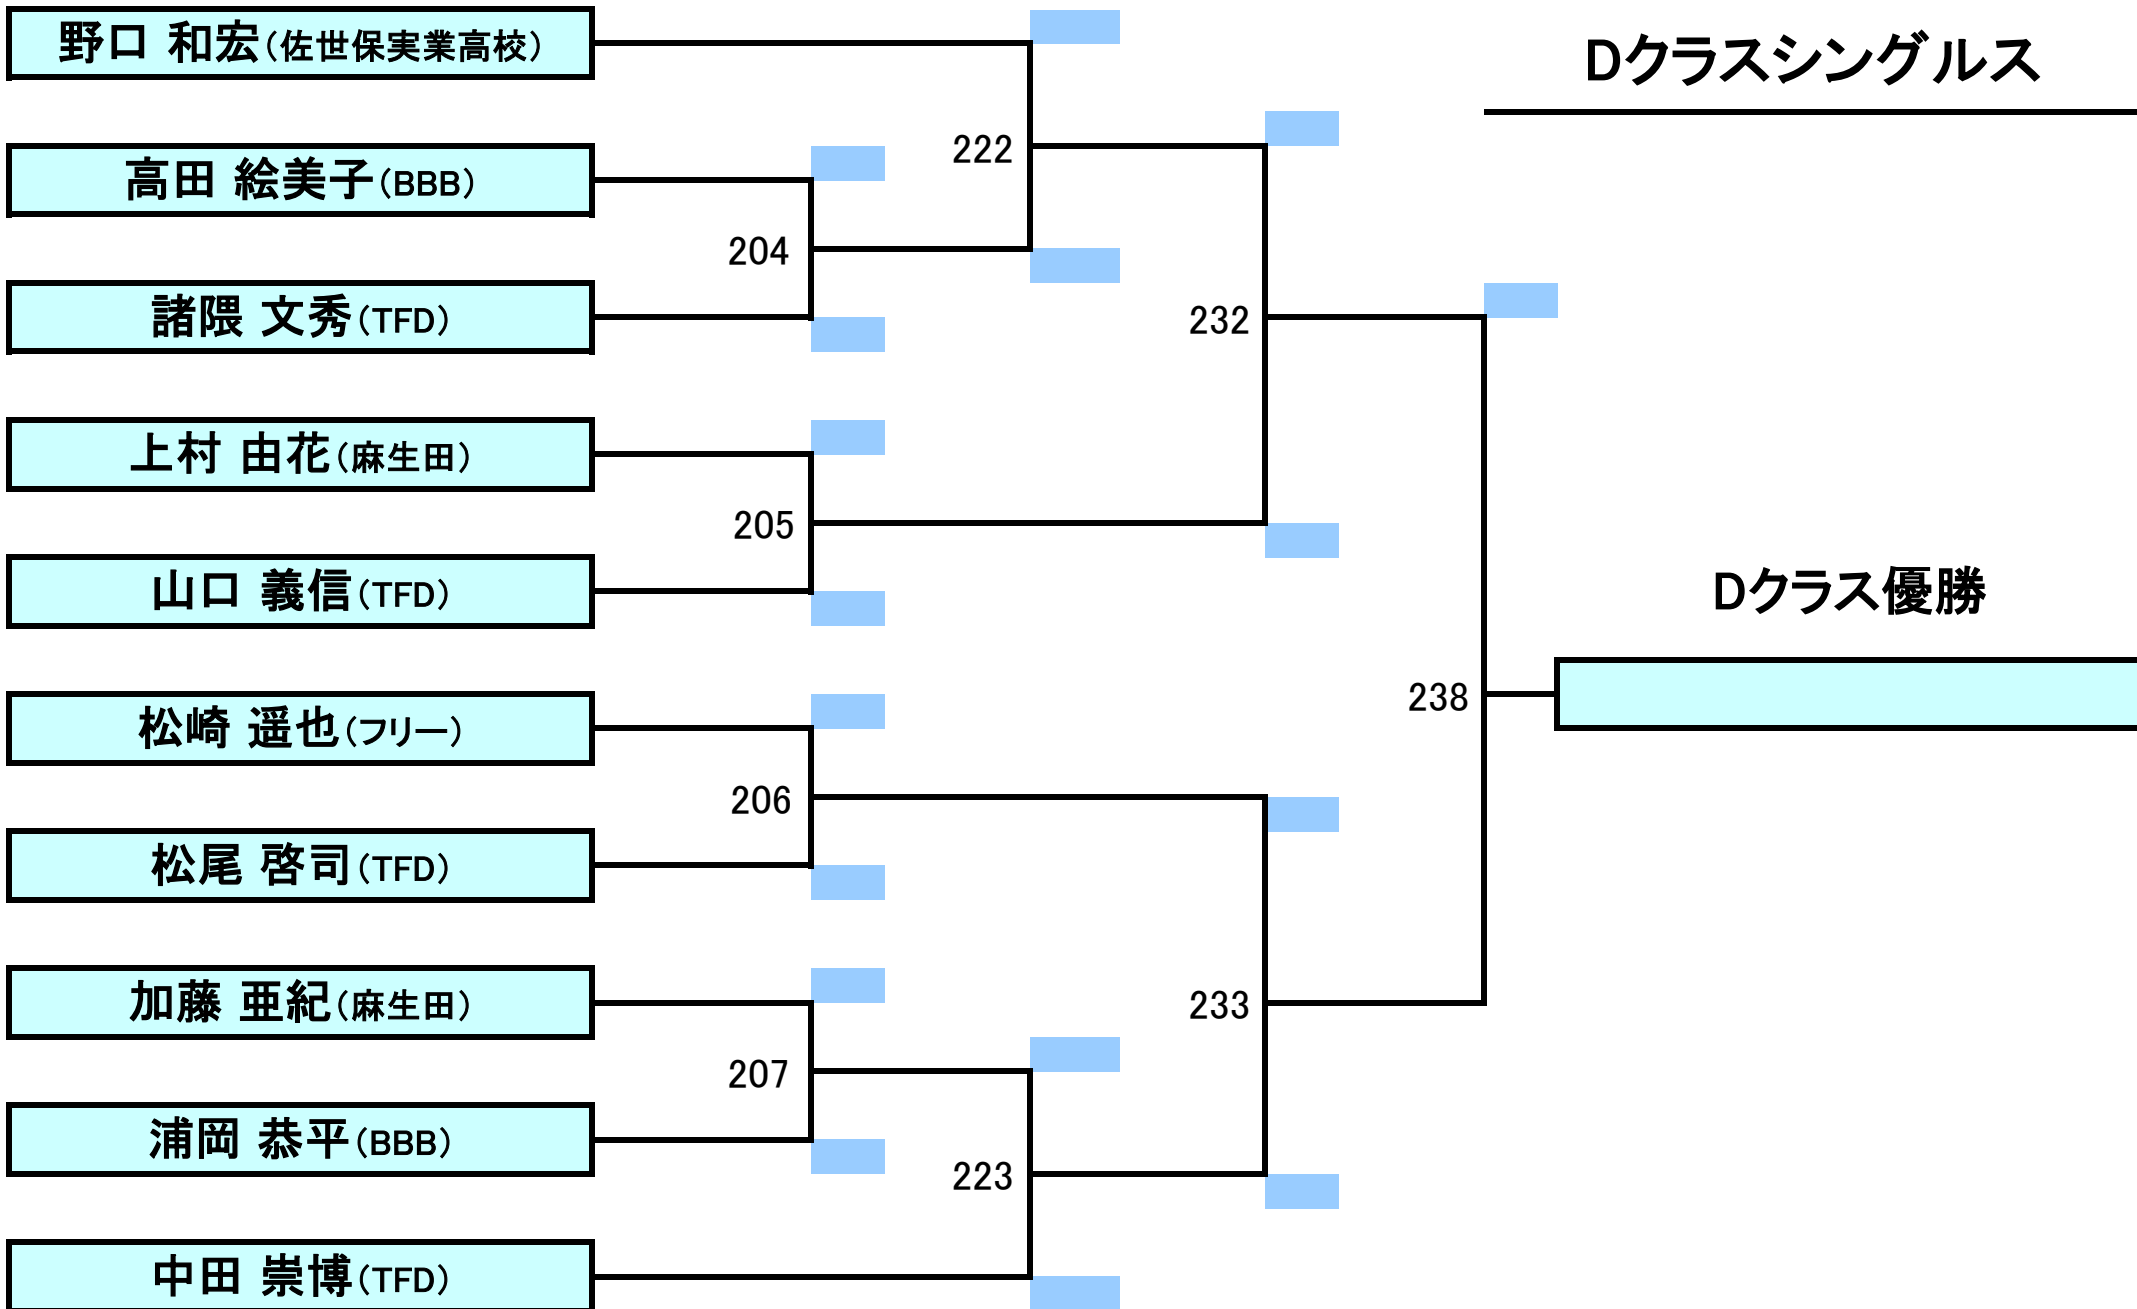 野口 和宏(佐世保実業高校)
Dクラスシングルス
222
高田 絵美子(BBB)
204
諸隈 文秀(TFD)
232
上村 由花(麻生田)
205
山口 義信(TFD)
Dクラス優勝
松崎 遥也(フリー)
238
206
松尾 啓司(TFD)
加藤 亜紀(麻生田)
233
207
浦岡 恭平(BBB)
223
中田 崇博(TFD)